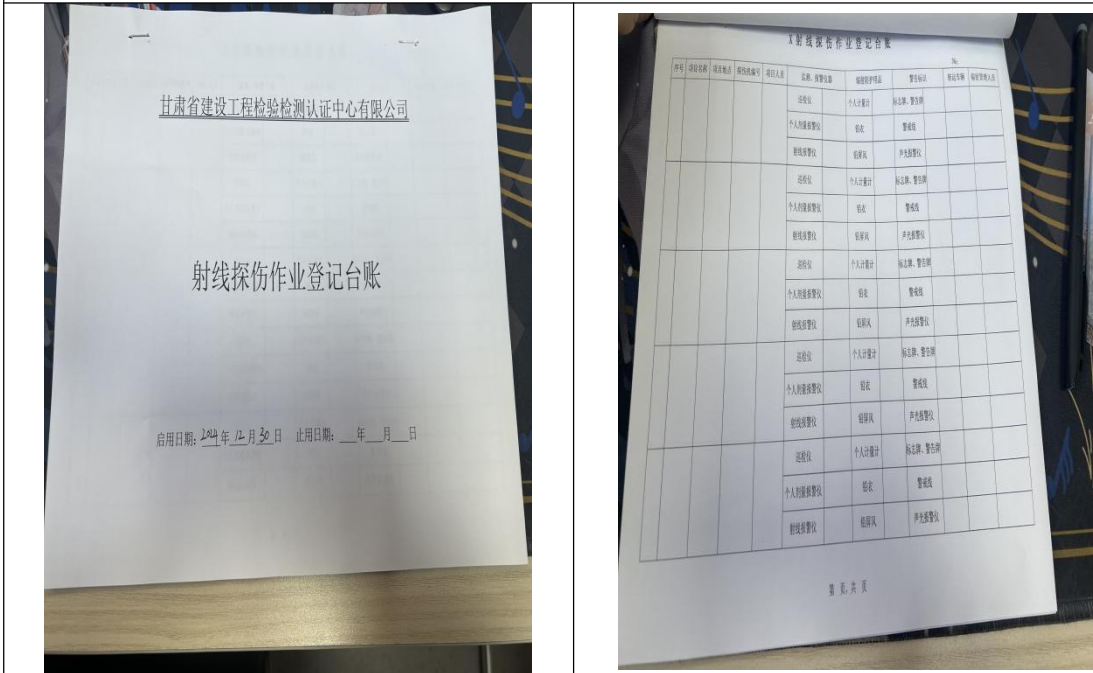 甘肃省建设工程检验检测认证中心有限公司
射线探伤作业登记台账
启用日期：2024年12月30日 止用日期：__年__月__日
X射线探伤作业登记台账
No:
序号 项目名称 项目地点 探伤机编号 项目人员 巡检、报警仪器 辐射防护用品 警告标识 转运车辆 辐射管理人员
巡检仪 个人计量计 标志牌、警告牌
个人剂量报警仪 铅衣 警戒线
射线报警仪 铅屏风 声光报警仪
巡检仪 个人计量计 标志牌、警告牌
个人剂量报警仪 铅衣 警戒线
射线报警仪 铅屏风 声光报警仪
巡检仪 个人计量计 标志牌、警告牌
个人剂量报警仪 铅衣 警戒线
射线报警仪 铅屏风 声光报警仪
巡检仪 个人计量计 标志牌、警告牌
个人剂量报警仪 铅衣 警戒线
射线报警仪 铅屏风 声光报警仪
巡检仪 个人计量计 标志牌、警告牌
个人剂量报警仪 铅衣 警戒线
射线报警仪 铅屏风 声光报警仪
第 页，共 页